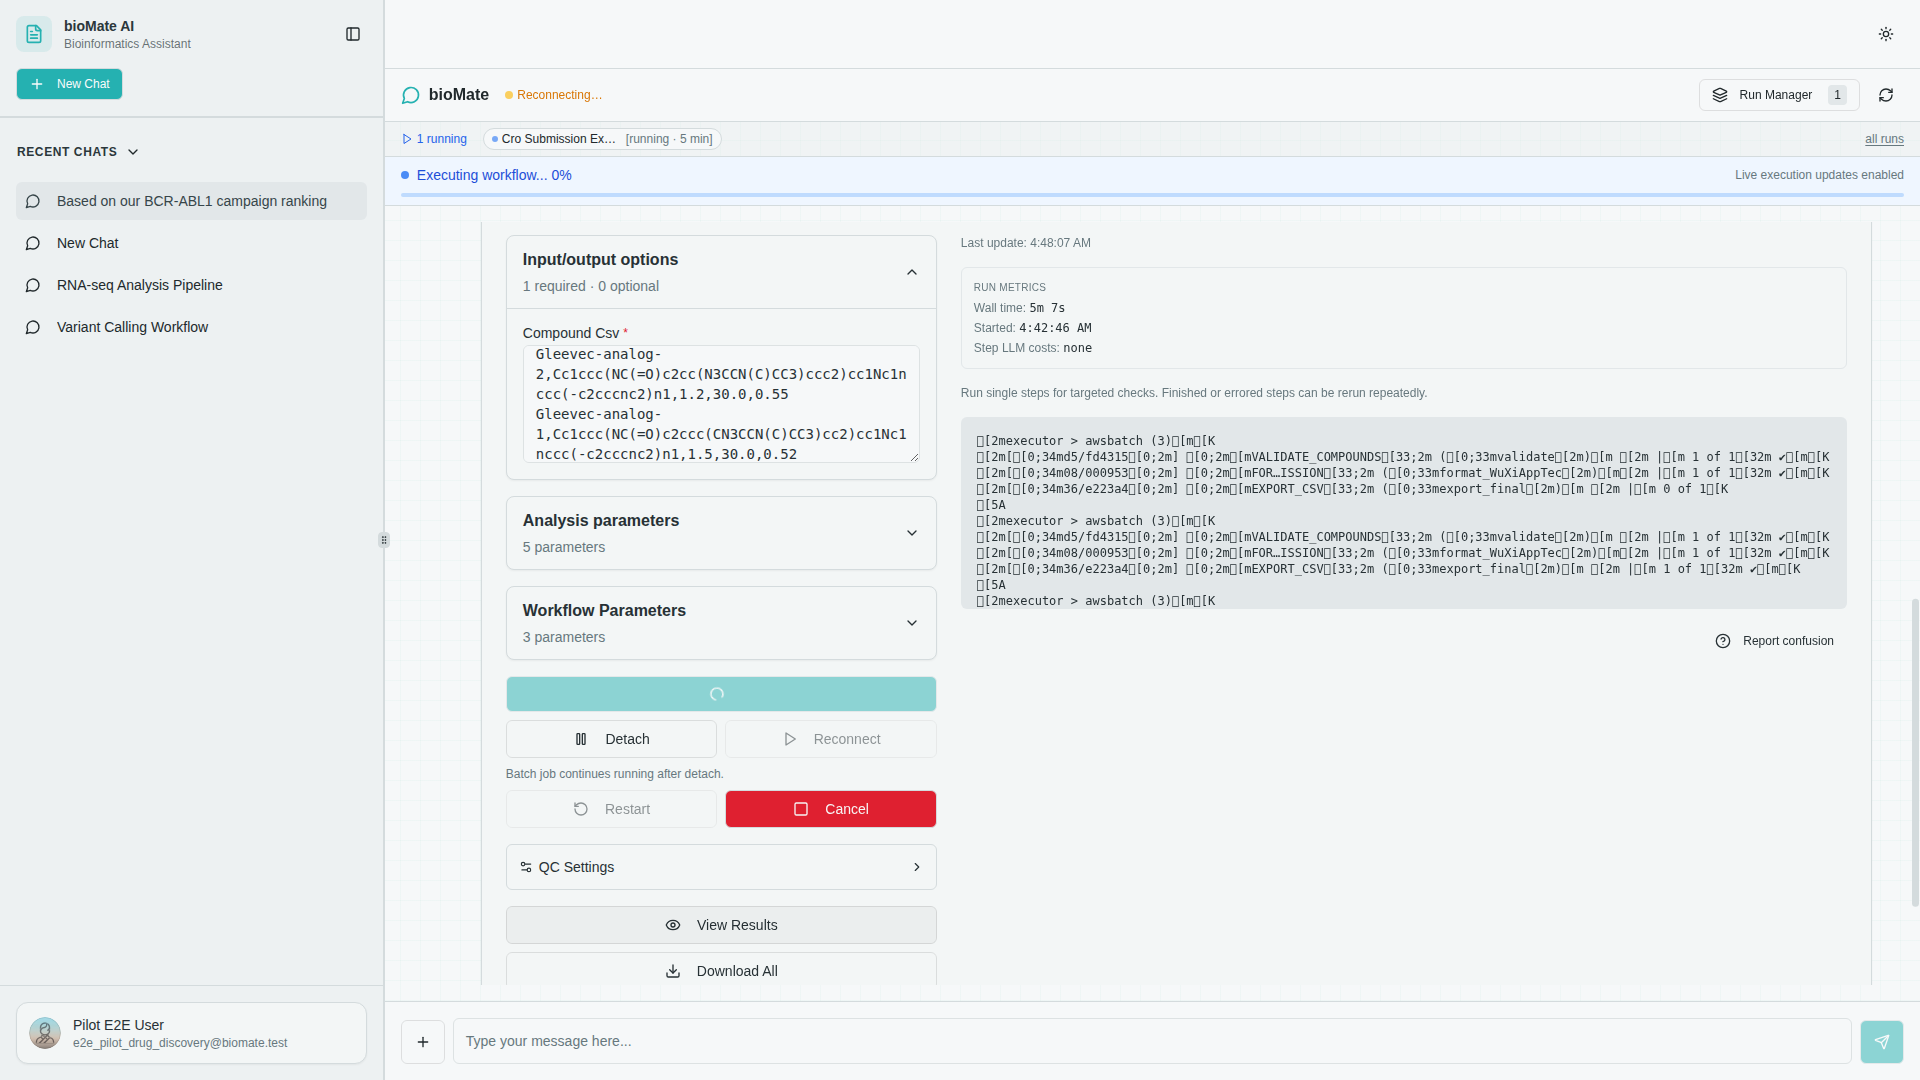 bioMate AI
Bioinformatics Assistant
New Chat
RECENT CHATS
Based on our BCR-ABL1 campaign ranking
New Chat
RNA-seq Analysis Pipeline
Variant Calling Workflow
Pilot E2E User
e2e_pilot_drug_discovery@biomate.test
bioMate
Reconnecting…
Run Manager 1
1 running
Cro Submission Ex… [running · 5 min]
all runs
Executing workflow... 0%
Live execution updates enabled
Input/output options
1 required · 0 optional
Compound Csv *
Gleevec-analog-
2,Cc1ccc(NC(=O)c2cc(N3CCN(C)CC3)ccc2)cc1Nc1n
ccc(-c2cccnc2)n1,1.2,30.0,0.55
Gleevec-analog-
1,Cc1ccc(NC(=O)c2ccc(CN3CCN(C)CC3)cc2)cc1Nc1
nccc(-c2cccnc2)n1,1.5,30.0,0.52
Analysis parameters
5 parameters
Workflow Parameters
3 parameters
Detach
Reconnect
Batch job continues running after detach.
Restart
Cancel
QC Settings
View Results
Download All
Last update: 4:48:07 AM
RUN METRICS
Wall time: 5m 7s
Started: 4:42:46 AM
Step LLM costs: none
Run single steps for targeted checks. Finished or errored steps can be rerun repeatedly.
□[2mexecutor > awsbatch (3)□[m□[K
□[2m[□[0;34md5/fd4315□[0;2m] □[0;2m□[mVALIDATE_COMPOUNDS□[33;2m (□[0;33mvalidate□[2m)□[m □[2m |□[m 1 of 1□[32m ✔□[m□[K
□[2m[□[0;34m08/000953□[0;2m] □[0;2m□[mFOR…ISSION□[33;2m (□[0;33mformat_WuXiAppTec□[2m)□[m□[2m |□[m 1 of 1□[32m ✔□[m□[K
□[2m[□[0;34m36/e223a4□[0;2m] □[0;2m□[mEXPORT_CSV□[33;2m (□[0;33mexport_final□[2m)□[m □[2m |□[m 0 of 1□[K
□[5A
□[2mexecutor > awsbatch (3)□[m□[K
□[2m[□[0;34md5/fd4315□[0;2m] □[0;2m□[mVALIDATE_COMPOUNDS□[33;2m (□[0;33mvalidate□[2m)□[m □[2m |□[m 1 of 1□[32m ✔□[m□[K
□[2m[□[0;34m08/000953□[0;2m] □[0;2m□[mFOR…ISSION□[33;2m (□[0;33mformat_WuXiAppTec□[2m)□[m□[2m |□[m 1 of 1□[32m ✔□[m□[K
□[2m[□[0;34m36/e223a4□[0;2m] □[0;2m□[mEXPORT_CSV□[33;2m (□[0;33mexport_final□[2m)□[m □[2m |□[m 1 of 1□[32m ✔□[m□[K
□[5A
□[2mexecutor > awsbatch (3)□[m□[K
Report confusion
Type your message here...